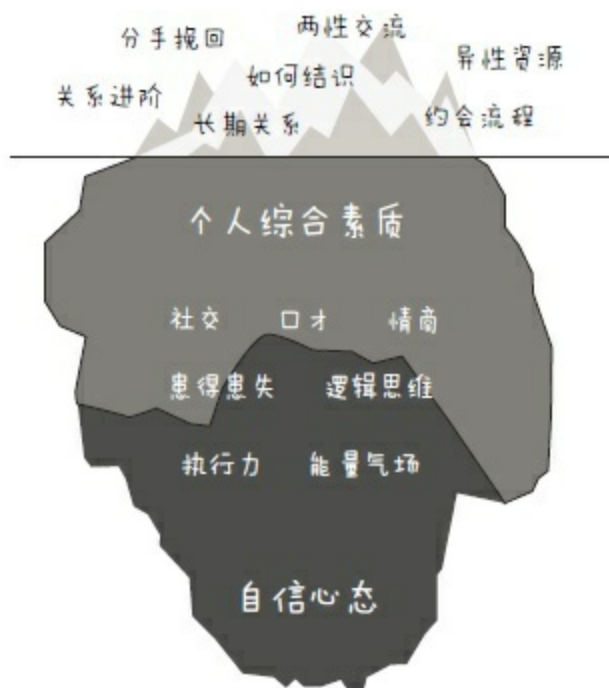 两性交流
分手挽回
异性资源
如何结识
关系进阶
长期关系
约会流程
个人综合素质
社交 口才 情商
患得患失 逻辑思维
执行力 能量气场
自信心态